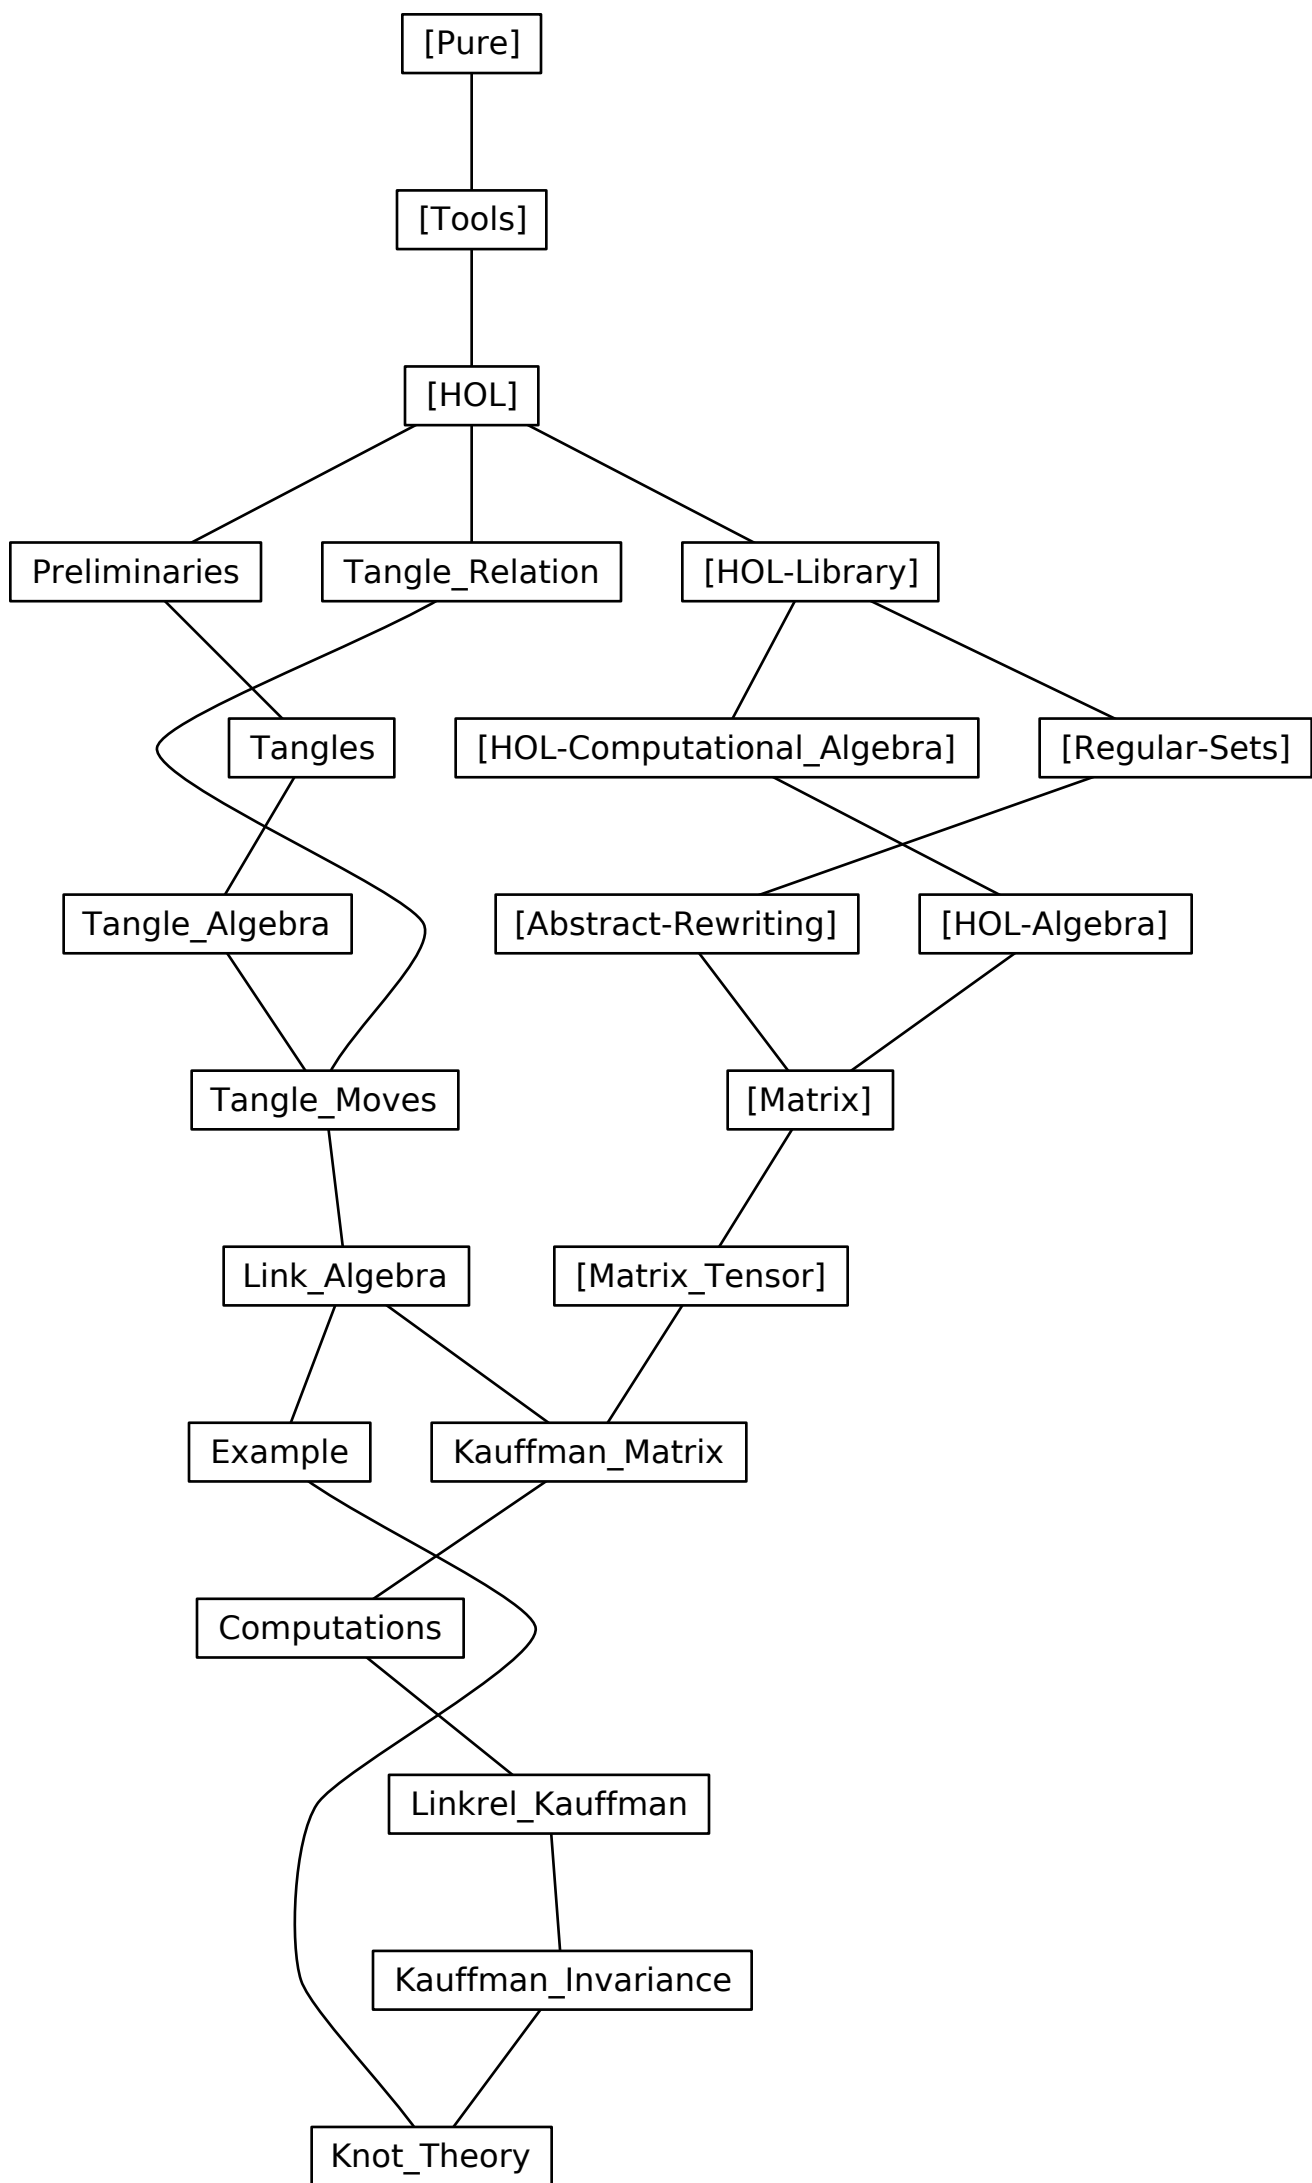 [Pure]
[Tools]
[HOL]
Preliminaries
Tangle_Relation
[HOL-Library]
Tangles
[HOL-Computational_Algebra]
[Regular-Sets]
Tangle_Algebra
[Abstract-Rewriting]
[HOL-Algebra]
Tangle_Moves
[Matrix]
Link_Algebra
[Matrix_Tensor]
Example
Kauffman_Matrix
Computations
Linkrel_Kauffman
Kauffman_Invariance
Knot_Theory